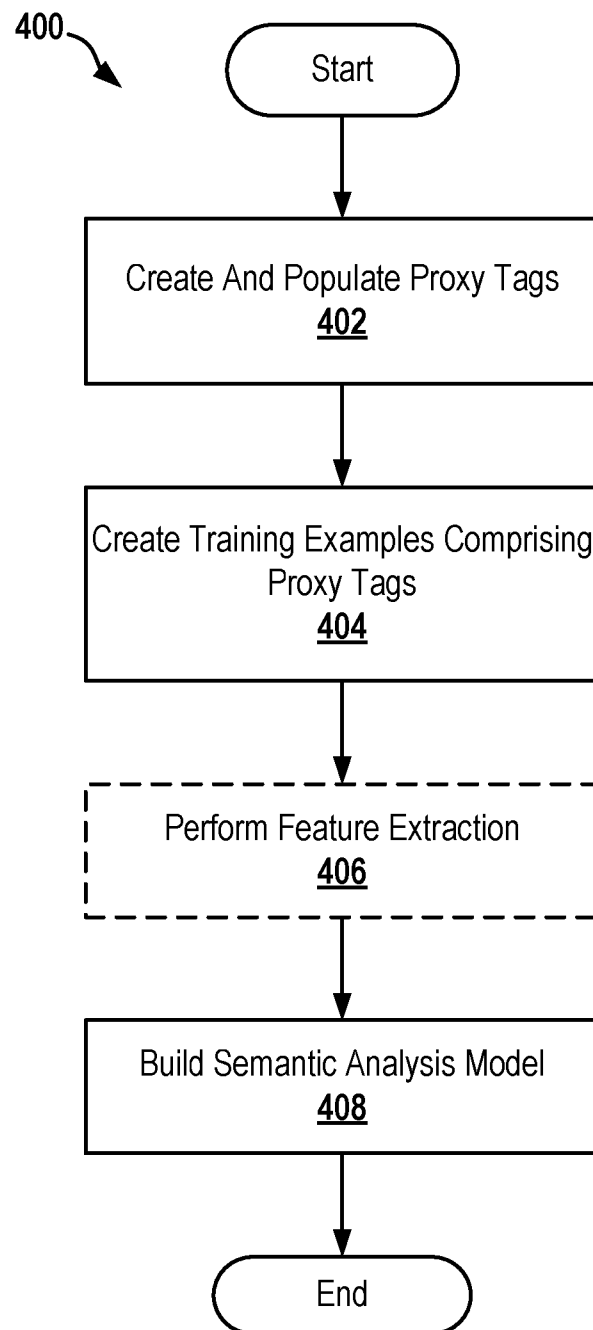 400
Start
Create And Populate Proxy Tags
402
Create Training Examples Comprising
Proxy Tags
404
Perform Feature Extraction
406
Build Semantic Analysis Model
408
End